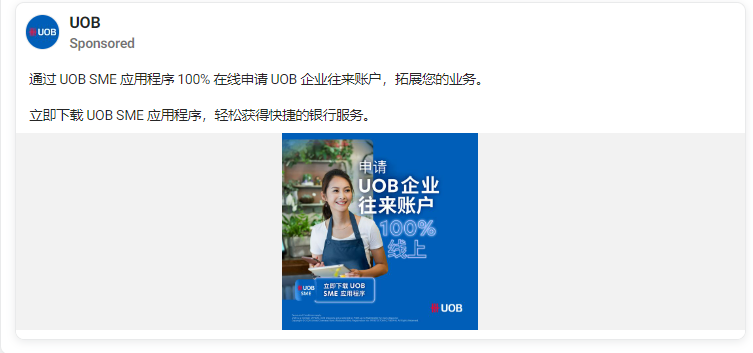 UOB
UOB
Sponsored
通过 UOB SME 应用程序 100% 在线申请 UOB 企业往来账户，拓展您的业务。
立即下载 UOB SME 应用程序，轻松获得快捷的银行服务。
申请
UOB企业
往来账户
100%
线上
UOB
SME
立即下载 UOB
SME 应用程序
UOB